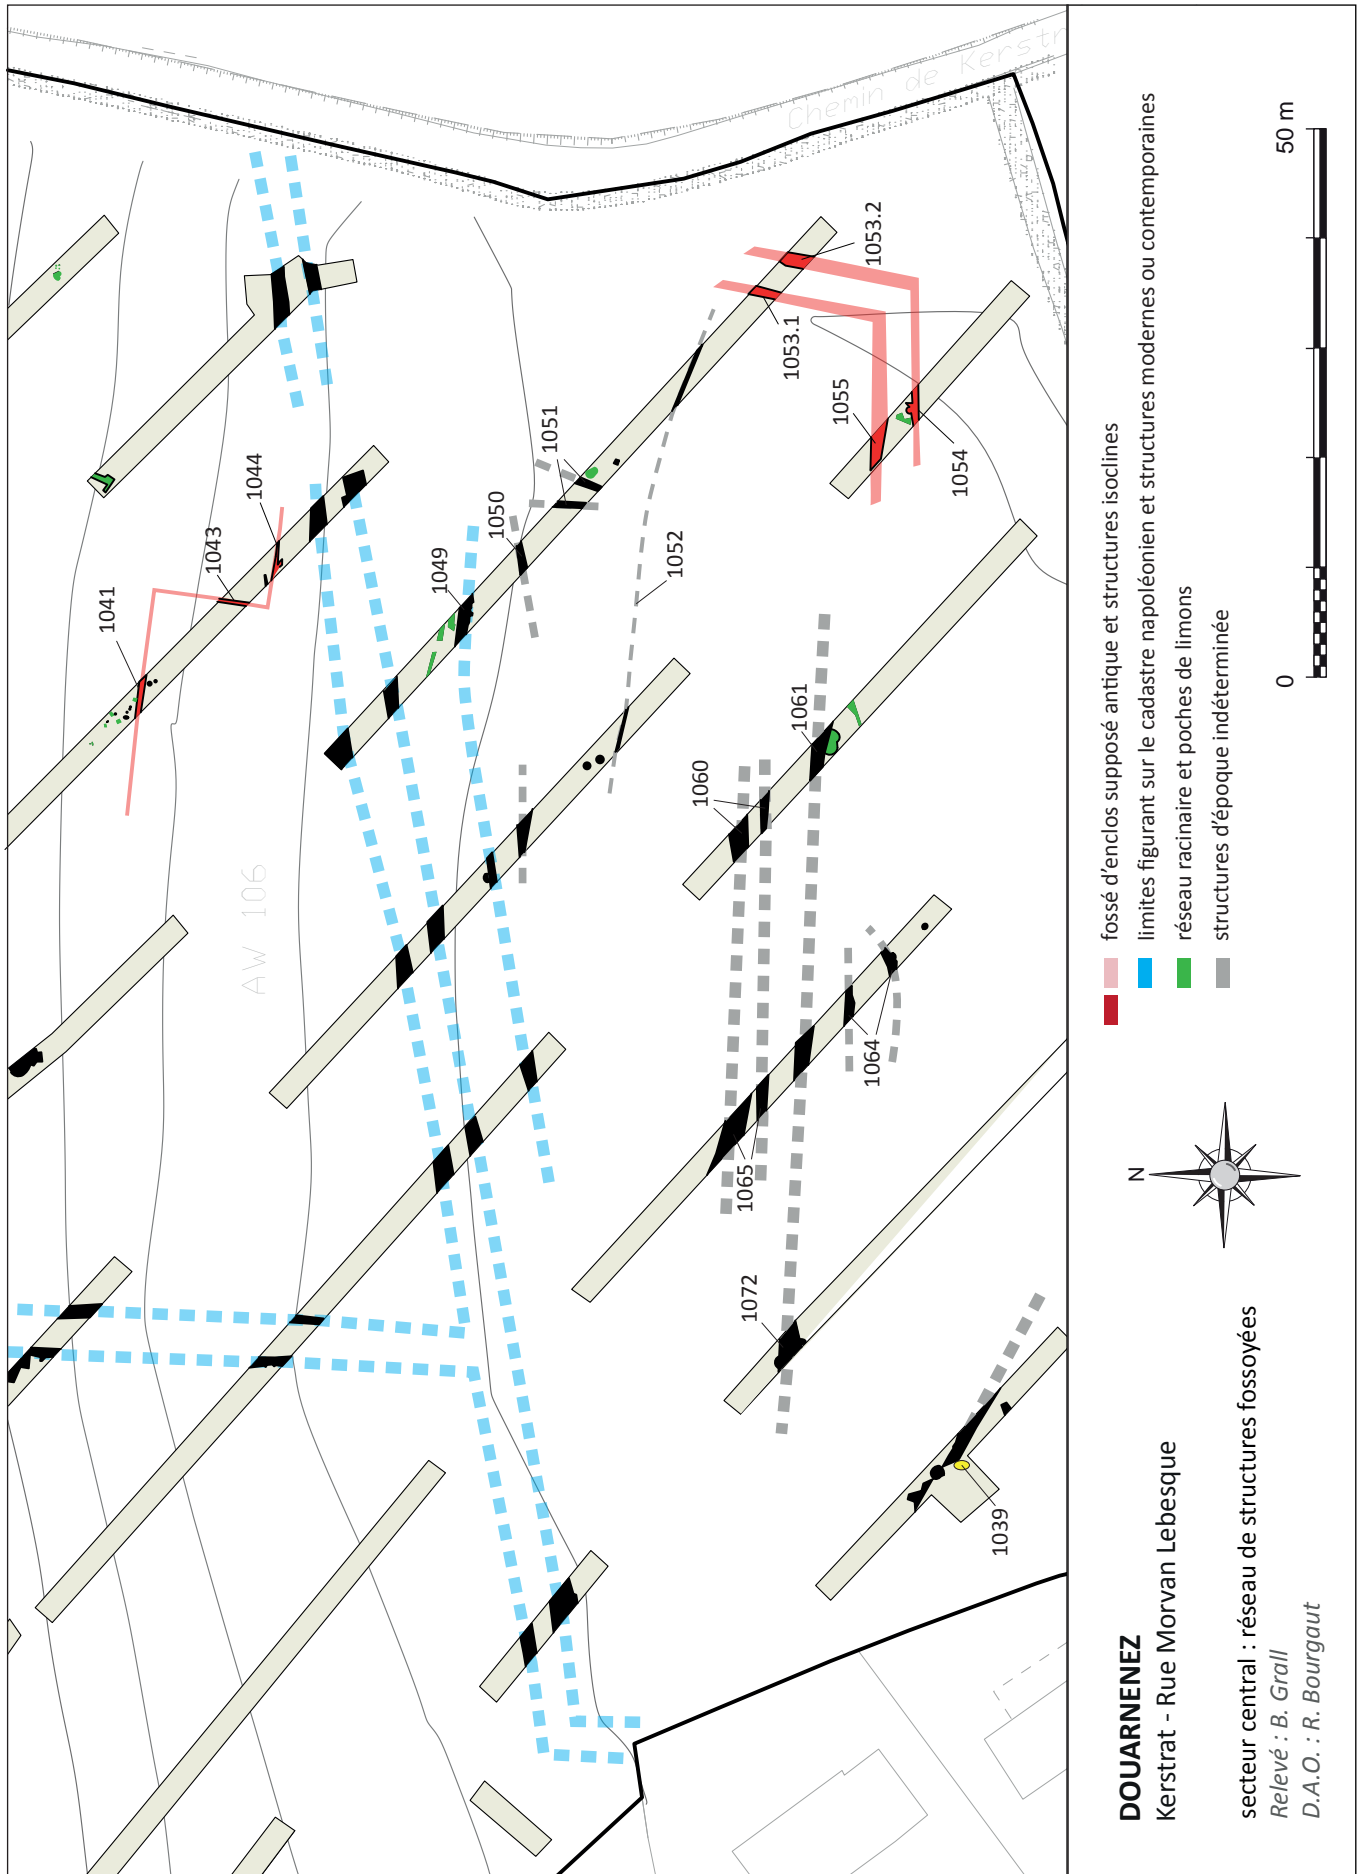 Chemin de Kerstr
AW 106
1041
1043
1044
1049
1050
1051
1052
1053.1
1053.2
1055
1054
1060
1061
1064
1065
1072
1039
DOUARNENEZ
Kerstrat - Rue Morvan Lebesque
secteur central : réseau de structures fossoyées
Relevé : B. Grall
D.A.O. : R. Bourgaut
N
fossé d'enclos supposé antique et structures isoclines
limites figurant sur le cadastre napoléonien et structures modernes ou contemporaines
réseau racinaire et poches de limons
structures d'époque indéterminée
0
50 m